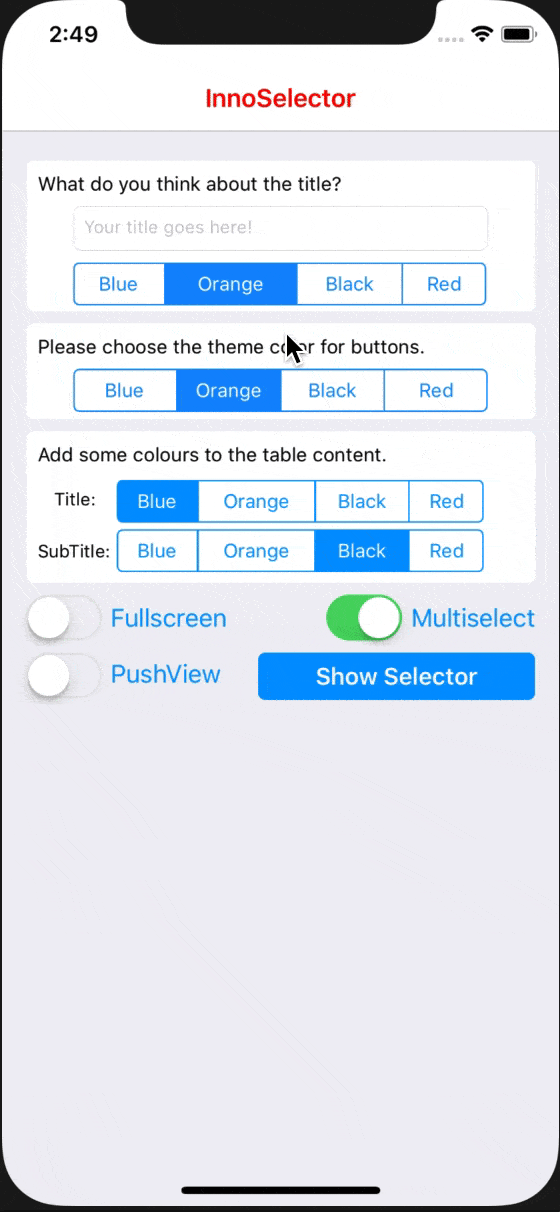 2:49
InnoSelector
What do you think about the title?
Your title goes here!
Blue Orange Black Red
Please choose the theme color for buttons.
Blue Orange Black Red
Add some colours to the table content.
Title: Blue Orange Black Red
SubTitle: Blue Orange Black Red
Fullscreen Multiselect
PushView Show Selector